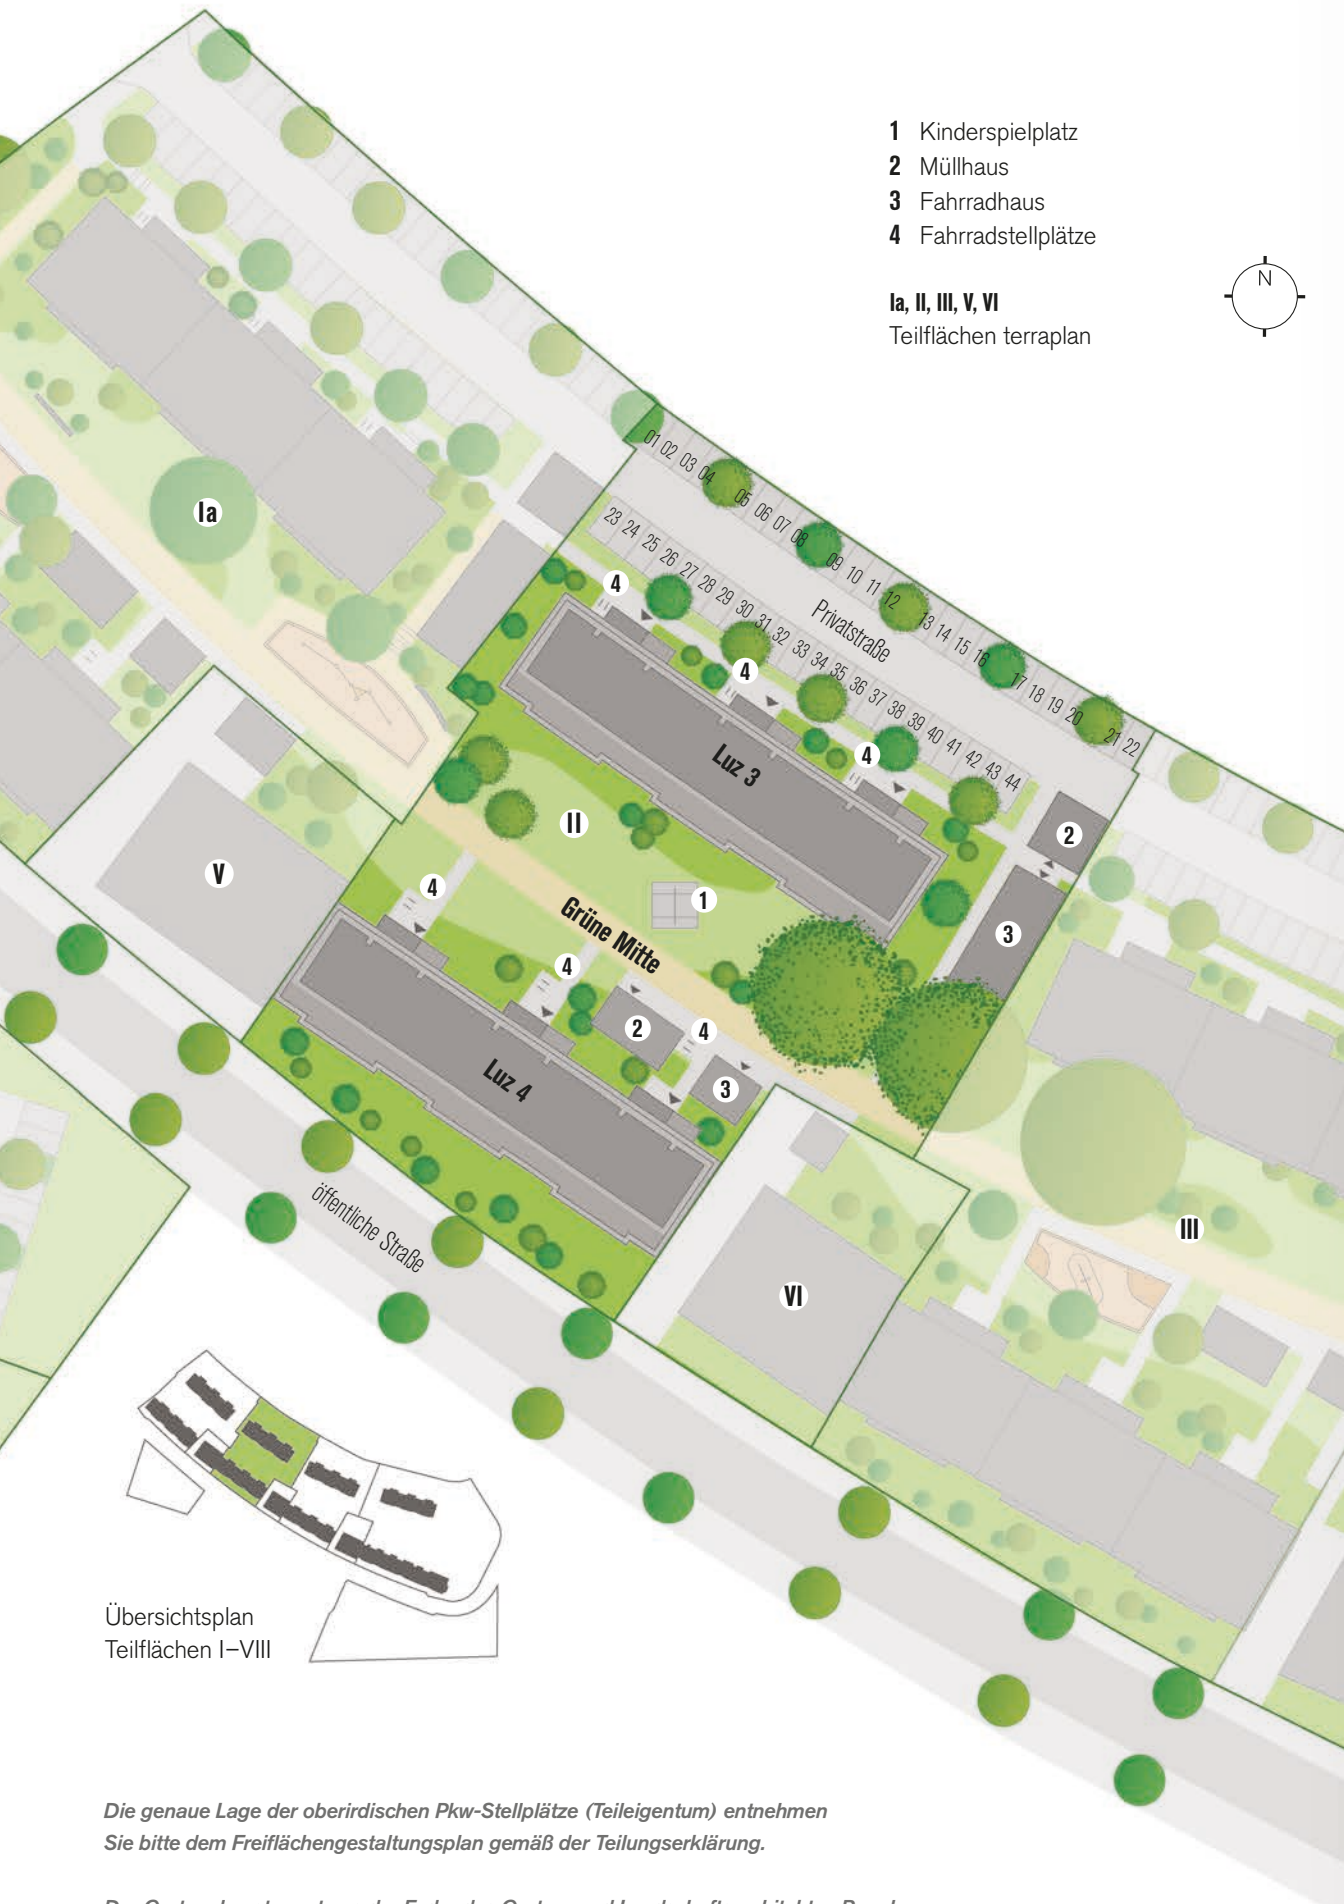 1 Kinderspielplatz
2 Müllhaus
3 Fahrradhaus
4 Fahrradstellplätze
Ia, II, III, V, VI
Teilflächen terraplan
N
01 02 03 04 05 06 07 08 09 10 11 12 13 14 15 16 17 18 19 20 21 22
23 24 25 26 27 28 29 30 31 32 33 34 35 36 37 38 39 40 41 42 43 44
Privatstraße
Ia
4
4
4
Luz 3
II
2
V
4
1
3
Grüne Mitte
4
2
4
3
Luz 4
öffentliche Straße
III
VI
Übersichtsplan
Teilflächen I–VIII
Die genaue Lage der oberirdischen Pkw-Stellplätze (Teileigentum) entnehmen
Sie bitte dem Freiflächengestaltungsplan gemäß der Teilungserklärung.